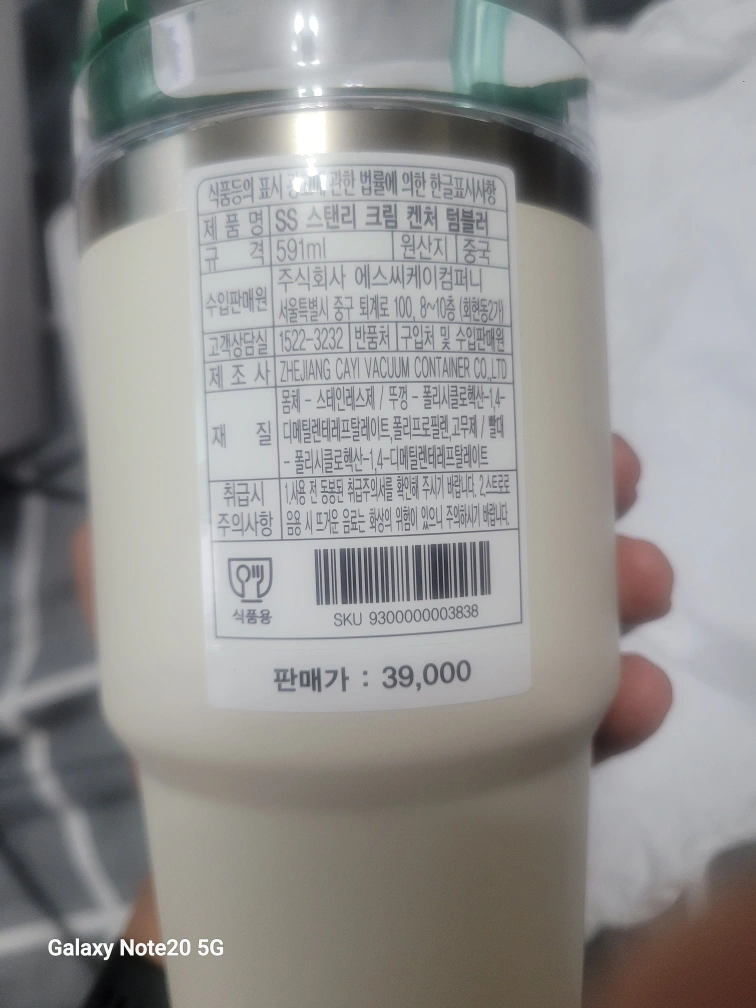 식품등의 표시 관한 법률에 의한 한글표시사항
제 품 명 SS 스탠리 크림 켄처 텀블러
규 격 591ml 원산지 중국
수입판매원 주식회사 에스씨케이컴퍼니
서울특별시 중구 퇴계로 100, 8~10층 (회현동2가)
고객상담실 1522-3232 반품처 구입처 및 수입판매원
제 조 사 ZHEJIANG CAYI VACUUM CONTAINER CO.,LTD
재 질 몸체 - 스테인레스제 / 뚜껑 - 폴리시클로헥산-1,4-
디메틸렌테레프탈레이트,폴리프로필렌,고무제 / 빨대
- 폴리시클로헥산-1,4-디메틸렌테레프탈레이트
취급시 주의사항 1.사용 전 동봉된 취급주의서를 확인해 주시기 바랍니다. 2.스트로로
음용 시 뜨거운 음료는 화상의 위험이 있으니 주의하시기 바랍니다.
식품용
SKU 9300000003838
판매가 : 39,000
Galaxy Note20 5G